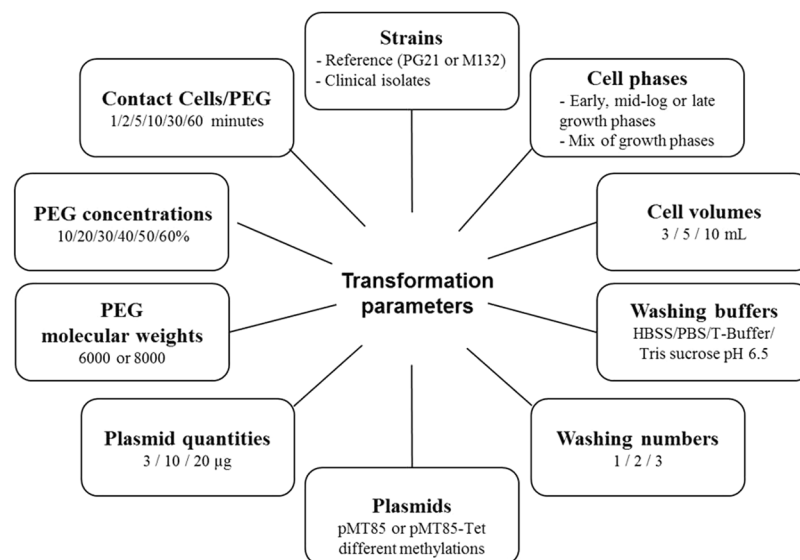 Strains
- Reference (PG21 or M132)
- Clinical isolates
Contact Cells/PEG
1/2/5/10/30/60 minutes
Cell phases
- Early, mid-log or late
growth phases
- Mix of growth phases
PEG concentrations
10/20/30/40/50/60%
Cell volumes
3 / 5 / 10 mL
Transformation
parameters
PEG
molecular weights
6000 or 8000
Washing buffers
HBSS/PBS/T-Buffer/
Tris sucrose pH 6.5
Plasmid quantities
3 / 10 / 20 µg
Washing numbers
1 / 2 / 3
Plasmids
pMT85 or pMT85-Tet
different methylations